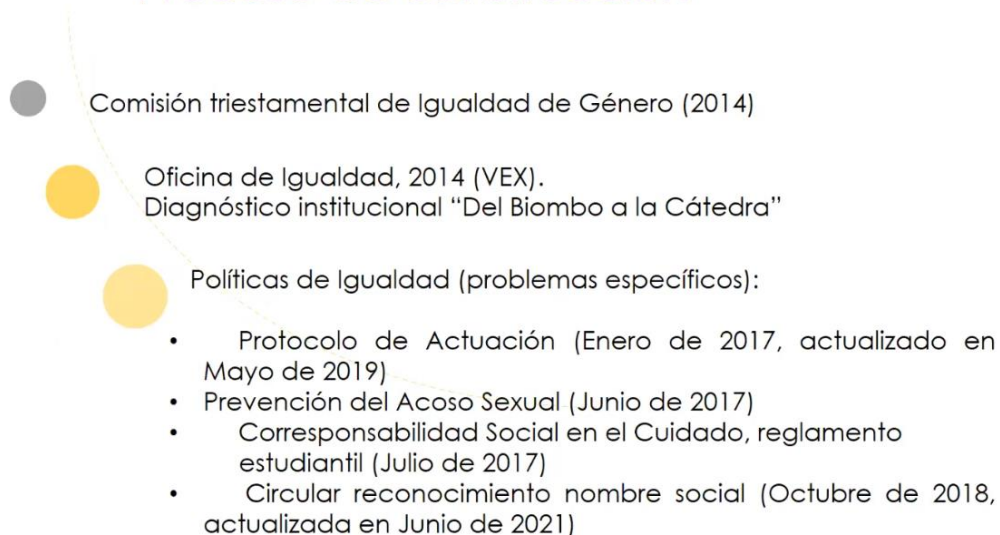 Comisión triestamental de Igualdad de Género (2014)
Oficina de Igualdad, 2014 (VEX).
Diagnóstico institucional “Del Biombo a la Cátedra”
Políticas de Igualdad (problemas específicos):
• Protocolo de Actuación (Enero de 2017, actualizado en
Mayo de 2019)
• Prevención del Acoso Sexual (Junio de 2017)
• Corresponsabilidad Social en el Cuidado, reglamento
estudiantil (Julio de 2017)
• Circular reconocimiento nombre social (Octubre de 2018,
actualizada en Junio de 2021)